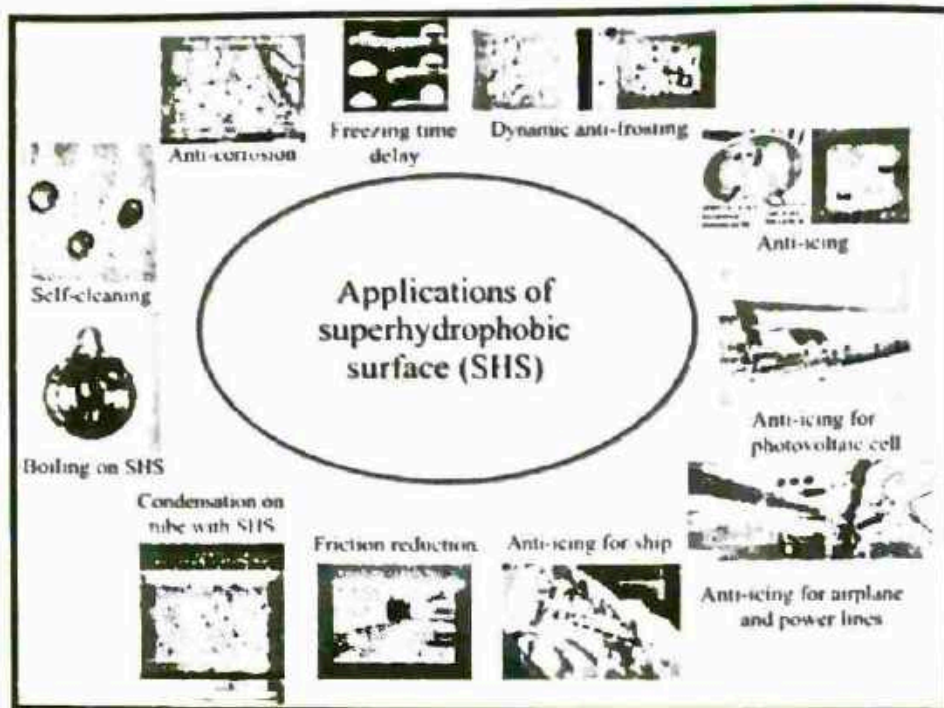 Anti-corrosion
Freezing time
delay
Dynamic anti-frosting
Anti-icing
Self-cleaning
Applications of
superhydrophobic
surface (SHS)
Anti-icing for
photovoltaic cell
Boiling on SHS
Condensation on
tube with SHS
Friction reduction
Anti-icing for ship
Anti-icing for airplane
and power lines